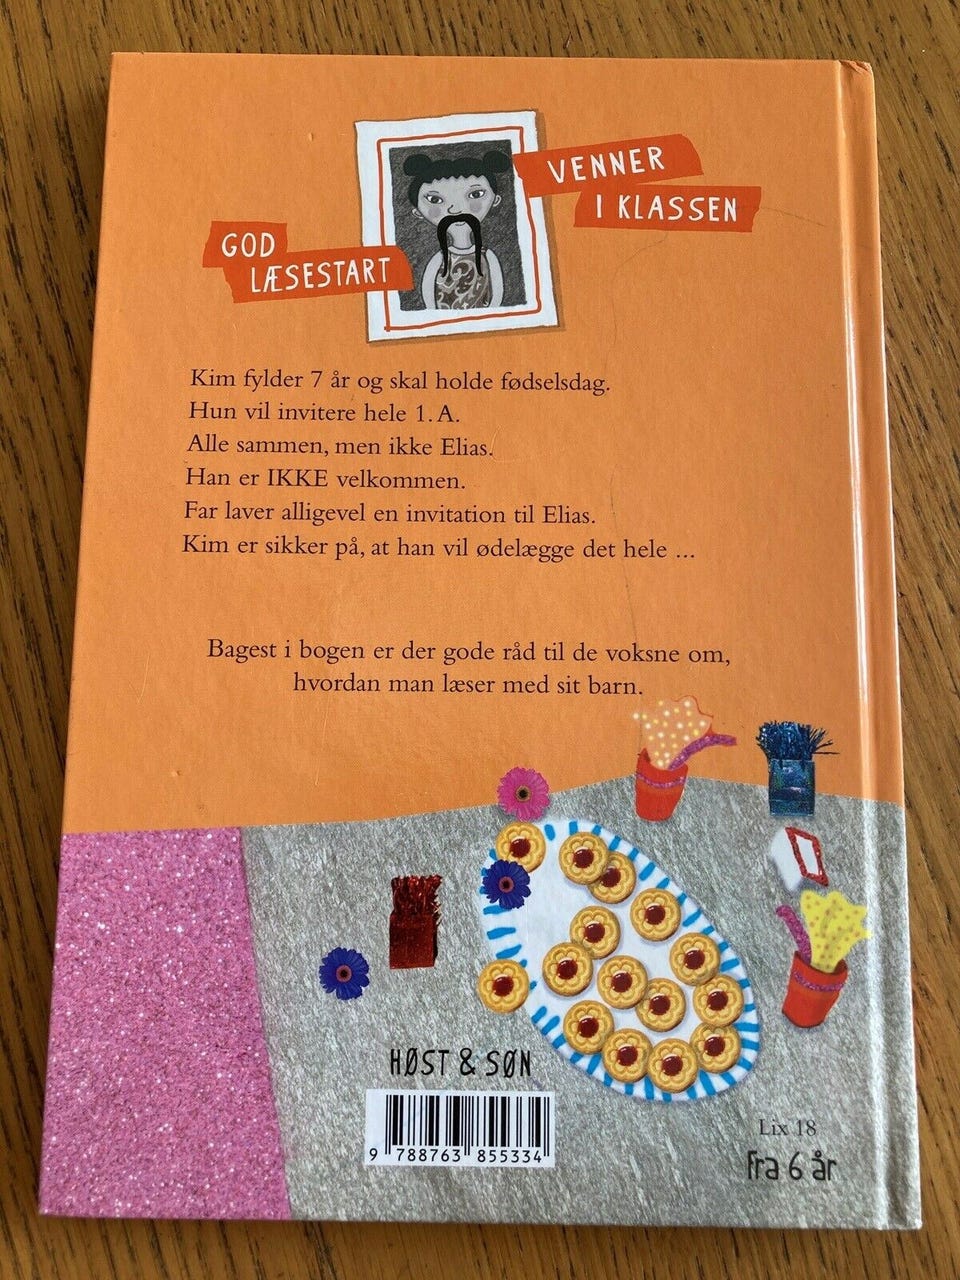 VENNER
I KLASSEN
GOD
LÆSESTART
Kim fylder 7 år og skal holde fødselsdag.
Hun vil invitere hele 1. A.
Alle sammen, men ikke Elias.
Han er IKKE velkommen.
Far laver alligevel en invitation til Elias.
Kim er sikker på, at han vil ødelægge det hele ...
Bagest i bogen er der gode råd til de voksne om,
hvordan man læser med sit barn.
HØST & SØN
9 788763 855334
Lix 18
fra 6 år